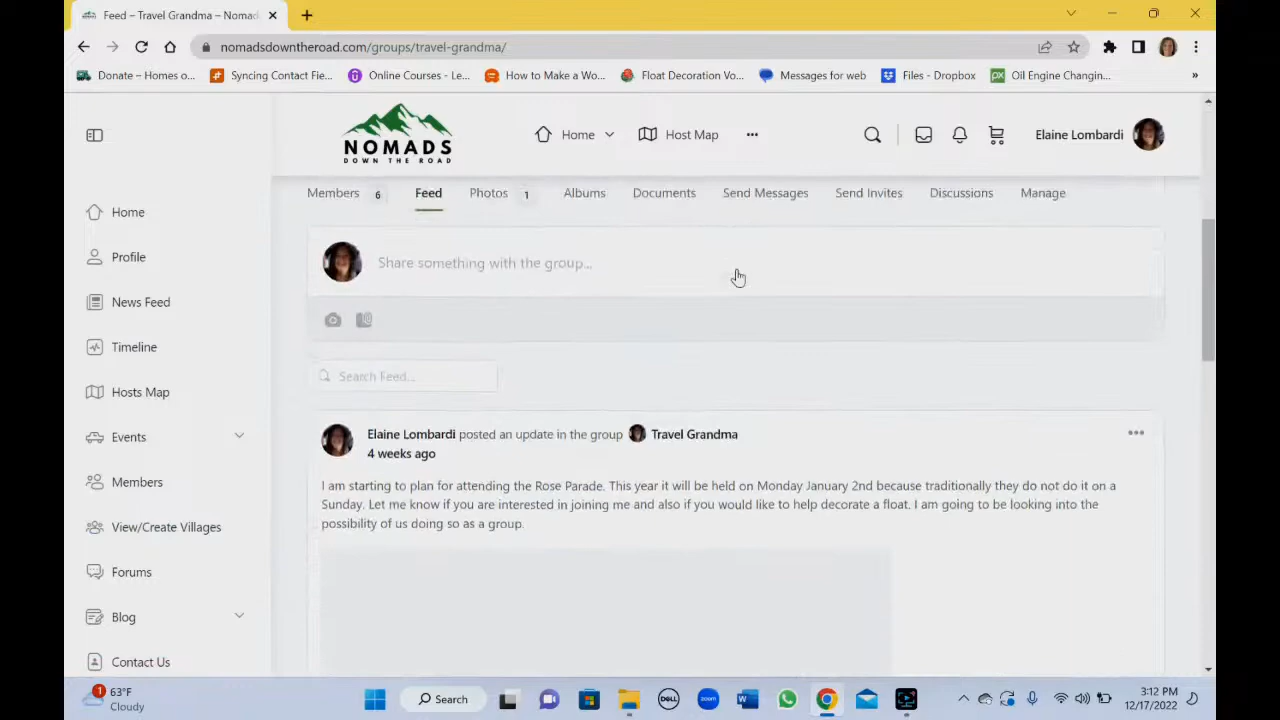 Feed – Travel Grandma – Nomad
nomadsdowntheroad.com/groups/travel-grandma/
Donate – Homes o...
Syncing Contact Fie...
Online Courses - Le...
How to Make a Wo...
Float Decoration Vo...
Messages for web
Files - Dropbox
Oil Engine Changin...
»
NOMADS
DOWN THE ROAD
Home
Host Map
Elaine Lombardi
Home
Profile
News Feed
Timeline
Hosts Map
Events
Members
View/Create Villages
Forums
Blog
Contact Us
Members 6
Feed
Photos 1
Albums
Documents
Send Messages
Send Invites
Discussions
Manage
Share something with the group...
Search Feed...
Elaine Lombardi posted an update in the group Travel Grandma
4 weeks ago
I am starting to plan for attending the Rose Parade. This year it will be held on Monday January 2nd because traditionally they do not do it on a
Sunday. Let me know if you are interested in joining me and also if you would like to help decorate a float. I am going to be looking into the
possibility of us doing so as a group.
1
63°F
Cloudy
Search
DELL
zoom
W
3:12 PM
12/17/2022